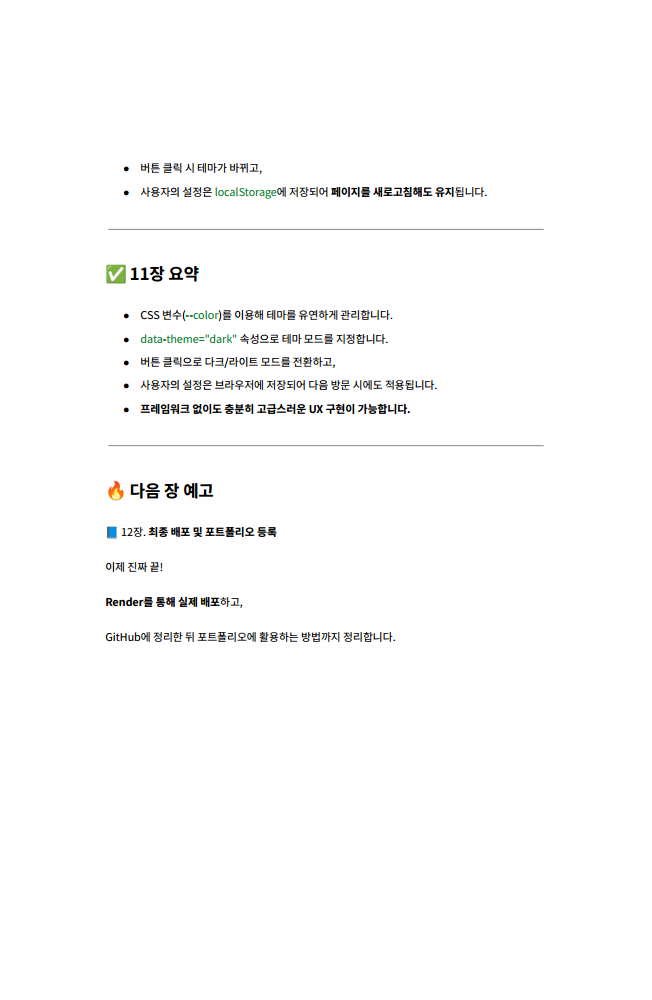 ● 버튼 클릭 시 테마가 바뀌고,
● 사용자의 설정은 localStorage에 저장되어 페이지를 새로고침해도 유지됩니다.
✅ 11장 요약
● CSS 변수(--color)를 이용해 테마를 유연하게 관리합니다.
● data-theme="dark" 속성으로 테마 모드를 지정합니다.
● 버튼 클릭으로 다크/라이트 모드를 전환하고,
● 사용자의 설정은 브라우저에 저장되어 다음 방문 시에도 적용됩니다.
● 프레임워크 없이도 충분히 고급스러운 UX 구현이 가능합니다.
🔥 다음 장 예고
📘 12장. 최종 배포 및 포트폴리오 등록
이제 진짜 끝!
Render를 통해 실제 배포하고,
GitHub에 정리한 뒤 포트폴리오에 활용하는 방법까지 정리합니다.